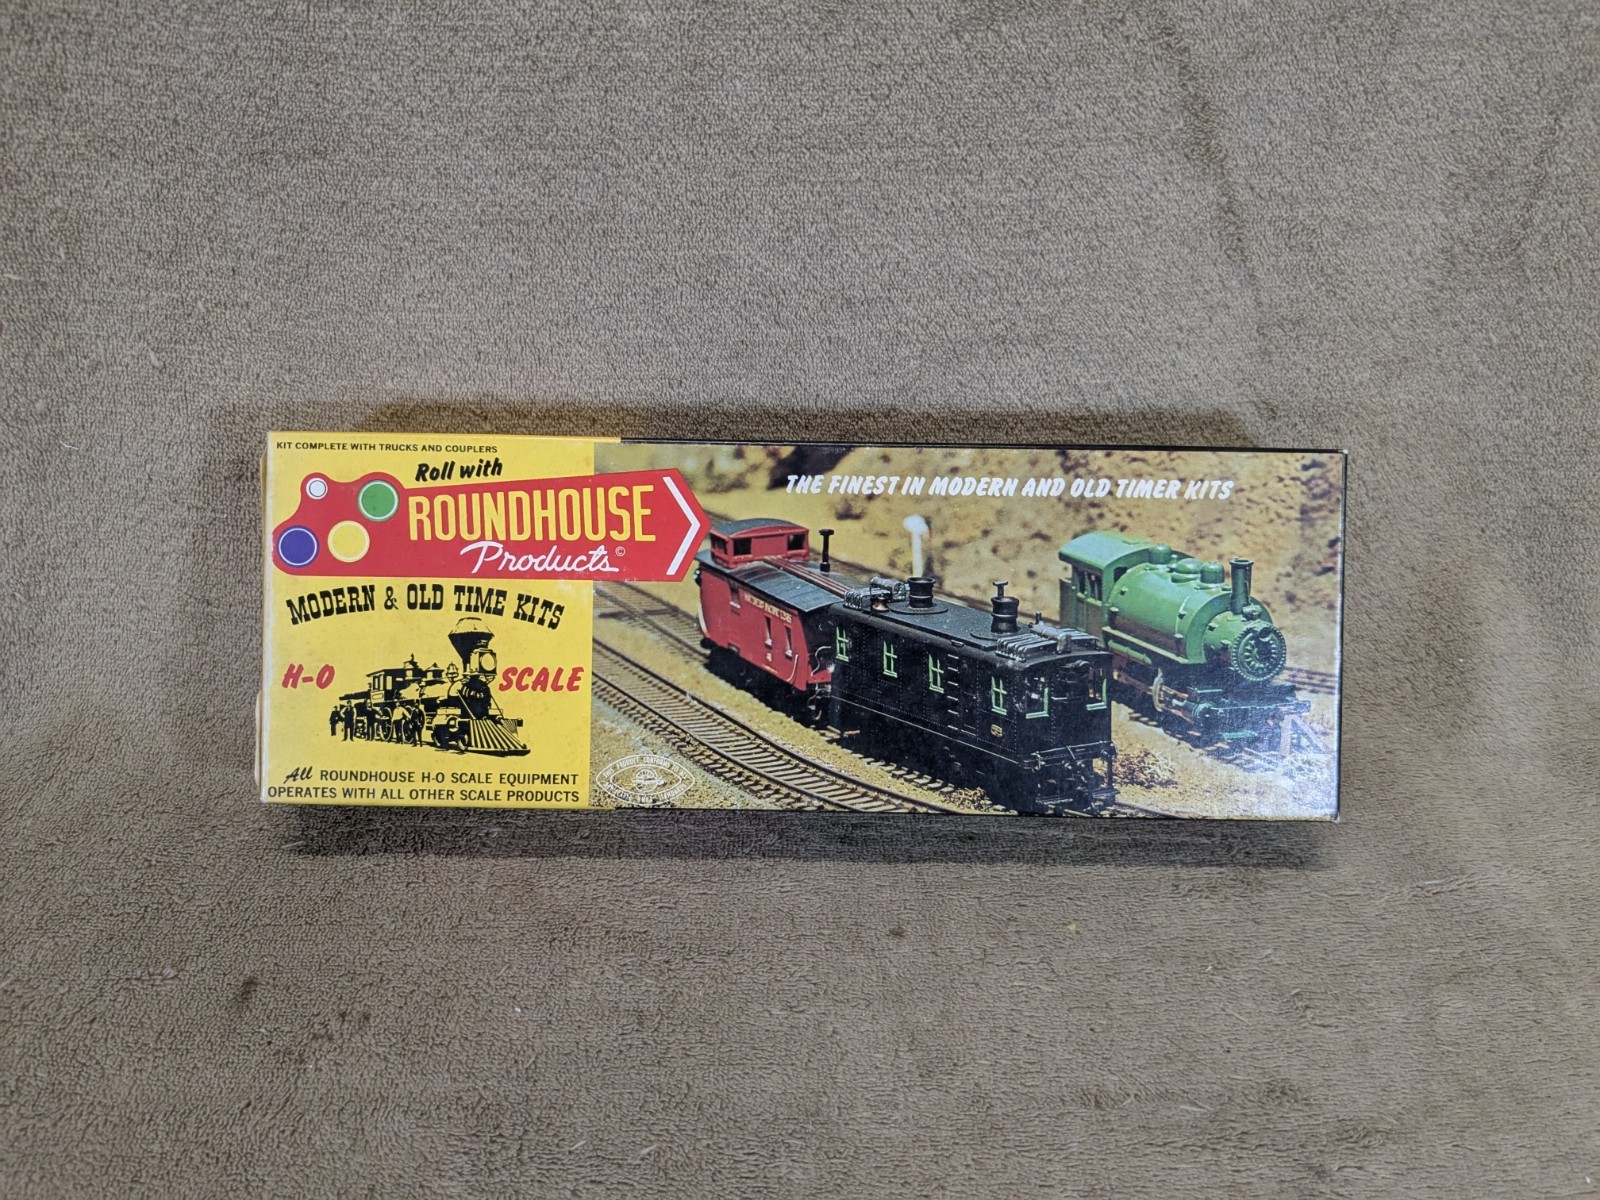 KIT COMPLETE WITH TRUCKS AND COUPLERS
Roll with
ROUNDHOUSE
Products ©
MODERN & OLD TIME KITS
H-O SCALE
All ROUNDHOUSE H-O SCALE EQUIPMENT
OPERATES WITH ALL OTHER SCALE PRODUCTS
THE FINEST IN MODERN AND OLD TIMER KITS